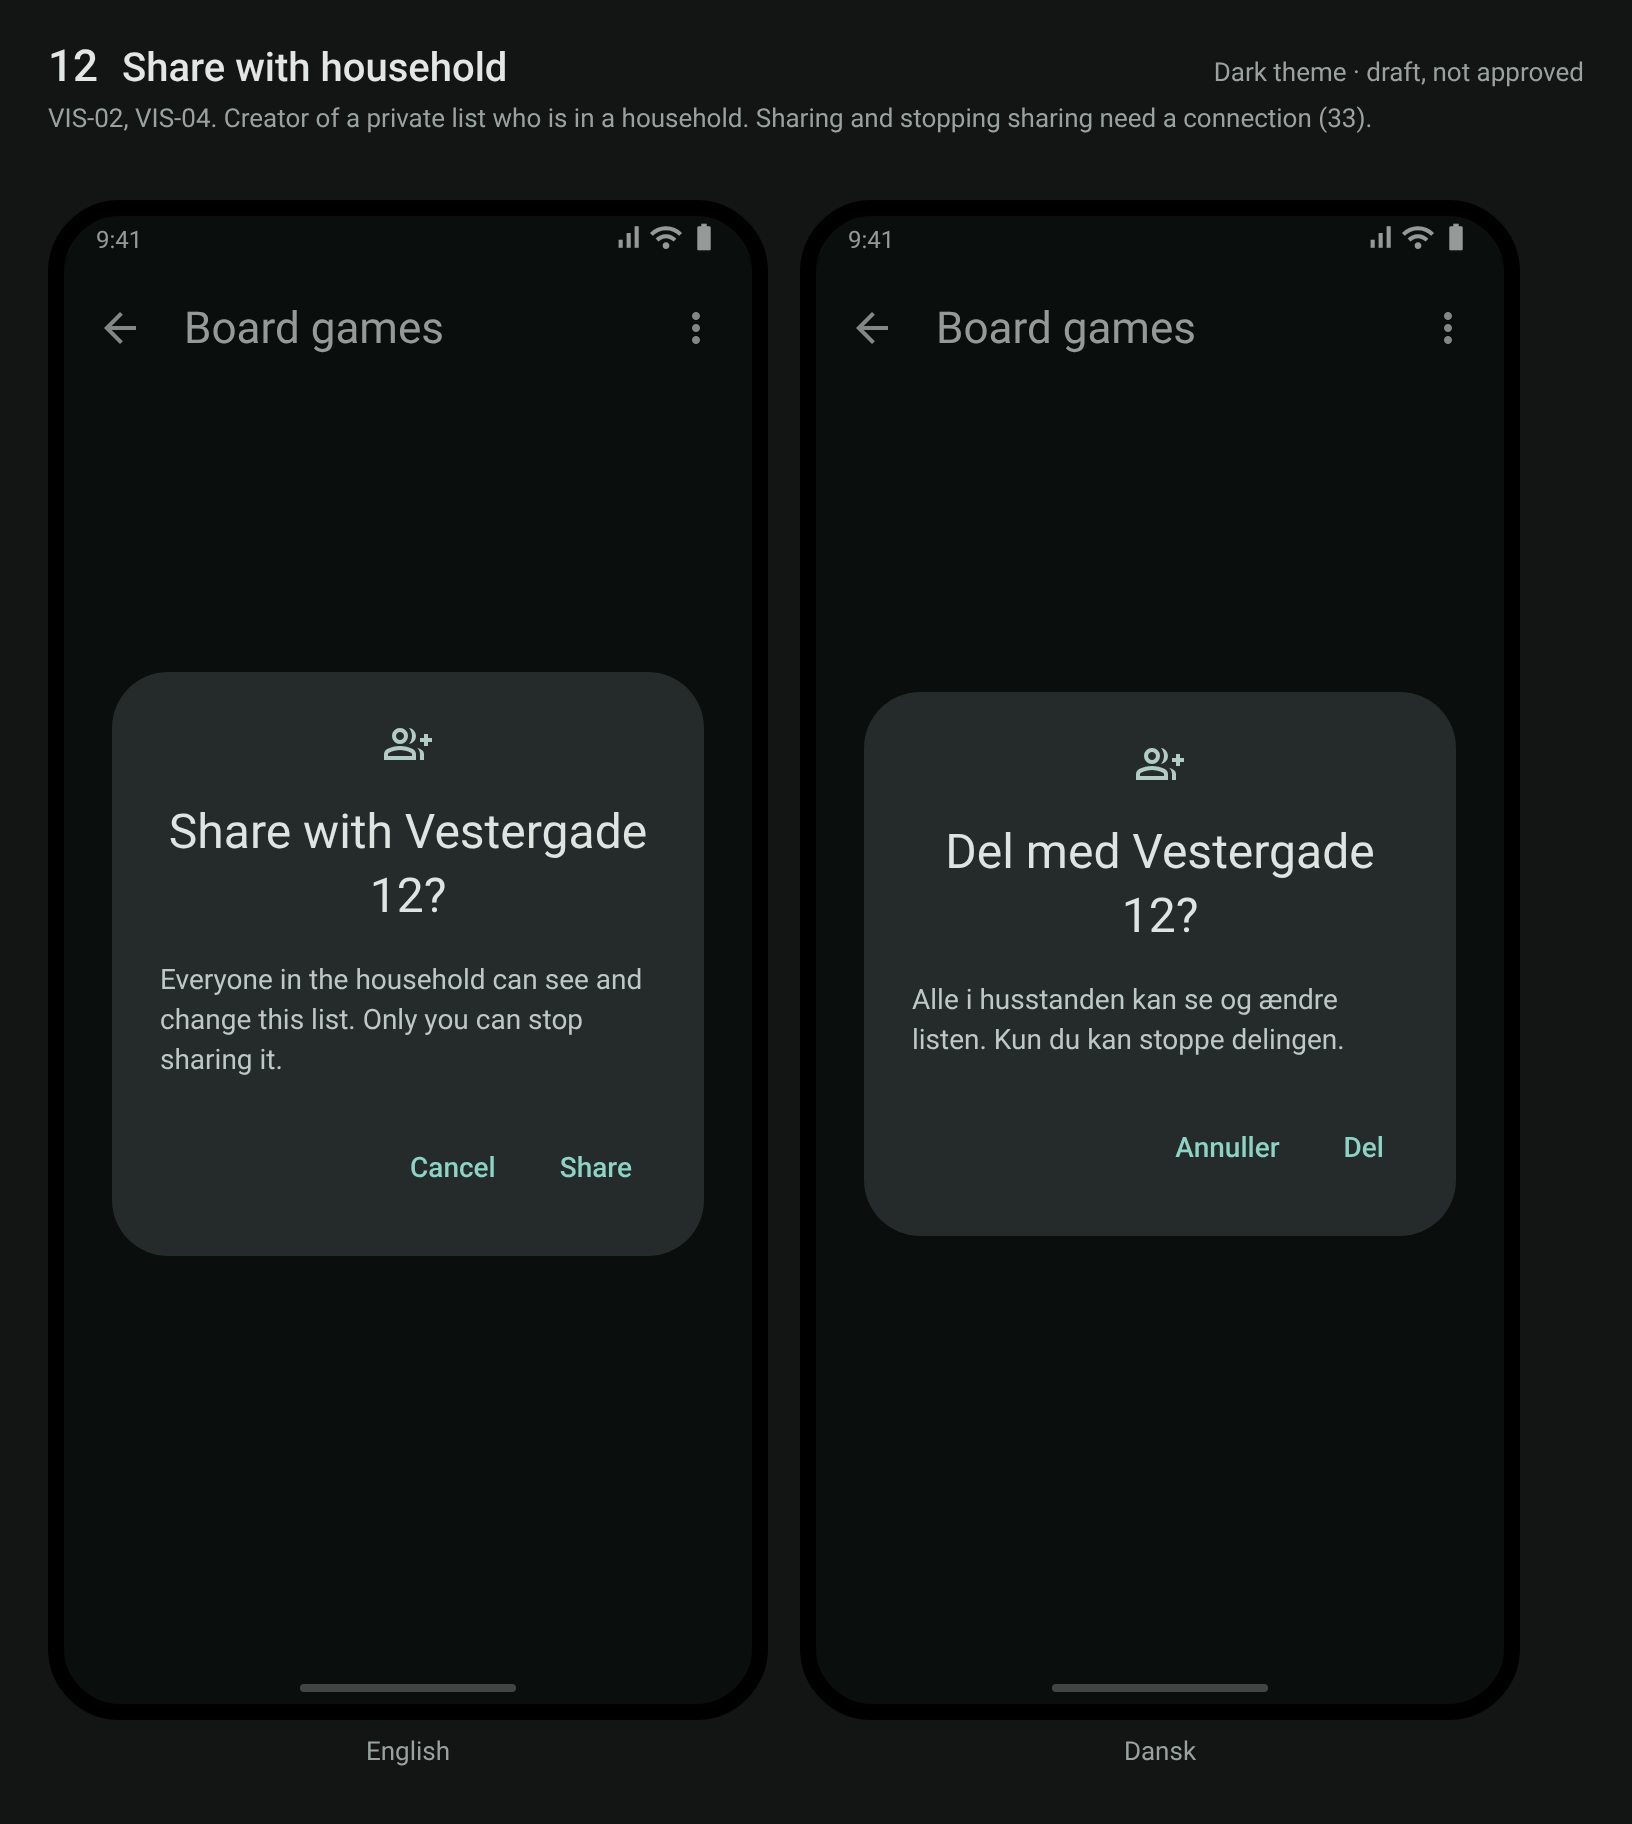 12 Share with household
Dark theme · draft, not approved
VIS-02, VIS-04. Creator of a private list who is in a household. Sharing and stopping sharing need a connection (33).
9:41
Board games
Share with Vestergade
12?
Everyone in the household can see and
change this list. Only you can stop
sharing it.
Cancel Share
English
9:41
Board games
Del med Vestergade
12?
Alle i husstanden kan se og ændre
listen. Kun du kan stoppe delingen.
Annuller Del
Dansk